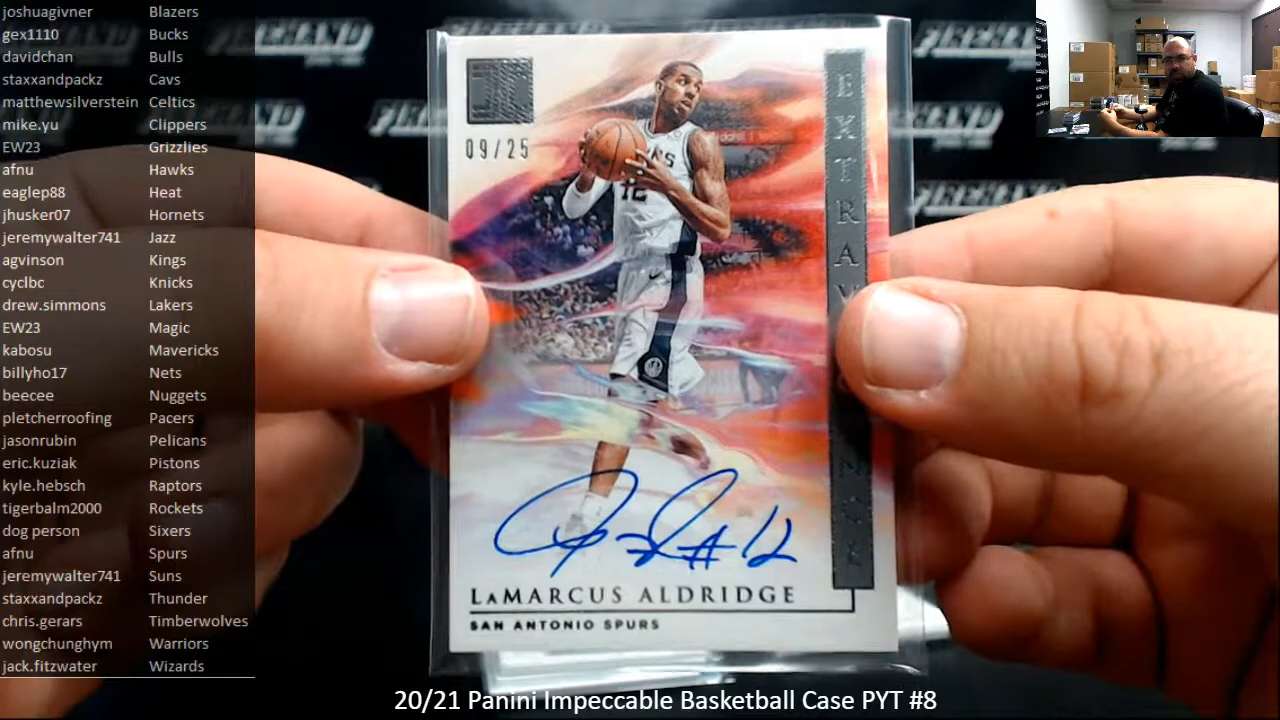 joshuagivner Blazers
gex1110 Bucks
davidchan Bulls
staxxandpackz Cavs
matthewsilverstein Celtics
mike.yu Clippers
EW23 Grizzlies
afnu Hawks
eaglep88 Heat
jhusker07 Hornets
jeremywalter741 Jazz
agvinson Kings
cyclbc Knicks
drew.simmons Lakers
EW23 Magic
kabosu Mavericks
billyho17 Nets
beecee Nuggets
pletcherroofing Pacers
jasonrubin Pelicans
eric.kuziak Pistons
kyle.hebsch Raptors
tigerbalm2000 Rockets
dog person Sixers
afnu Spurs
jeremywalter741 Suns
staxxandpackz Thunder
chris.gerars Timberwolves
wongchunghym Warriors
jack.fitzwater Wizards
FIREHAND
09/25
12
LaMARCUS ALDRIDGE
SAN ANTONIO SPURS
20/21 Panini Impeccable Basketball Case PYT #8